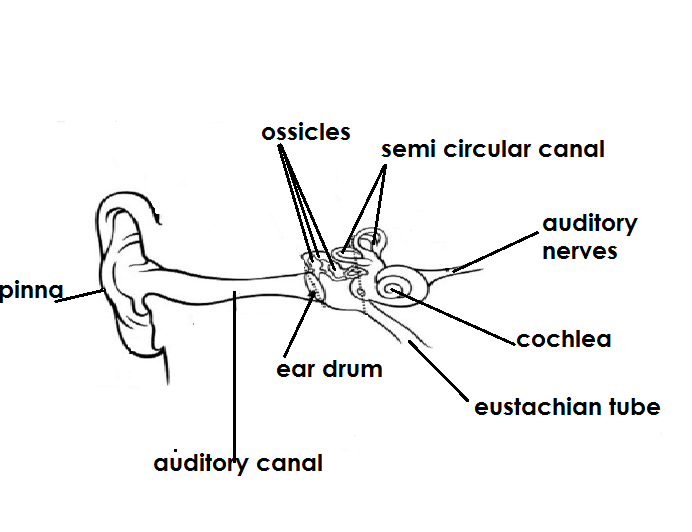 ossicles
semi circular canal
auditory
nerves
pinna
cochlea
ear drum
eustachian tube
auditory canal